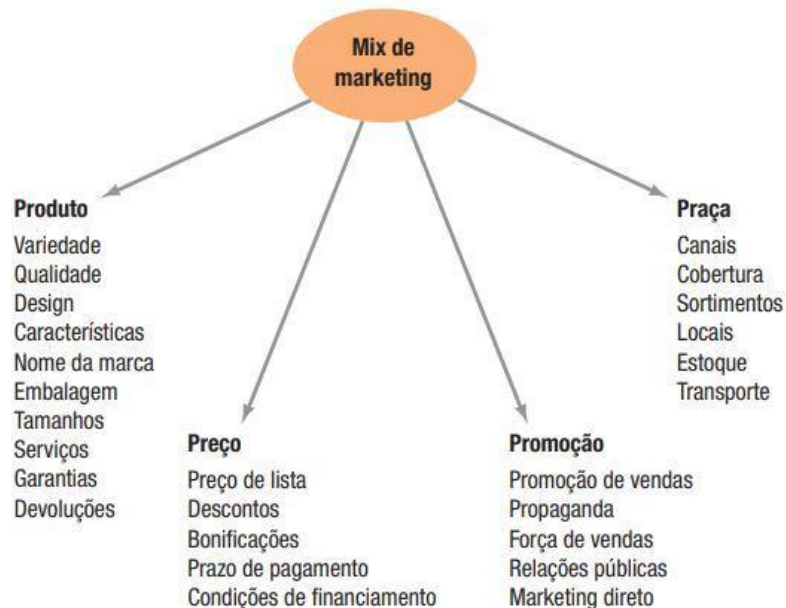 Mix de
marketing
Produto
Variedade
Qualidade
Design
Características
Nome da marca
Embalagem
Tamanhos
Serviços
Garantias
Devoluções
Preço
Preço de lista
Descontos
Bonificações
Prazo de pagamento
Condições de financiamento
Promoção
Promoção de vendas
Propaganda
Força de vendas
Relações públicas
Marketing direto
Praça
Canais
Cobertura
Sortimentos
Locais
Estoque
Transporte